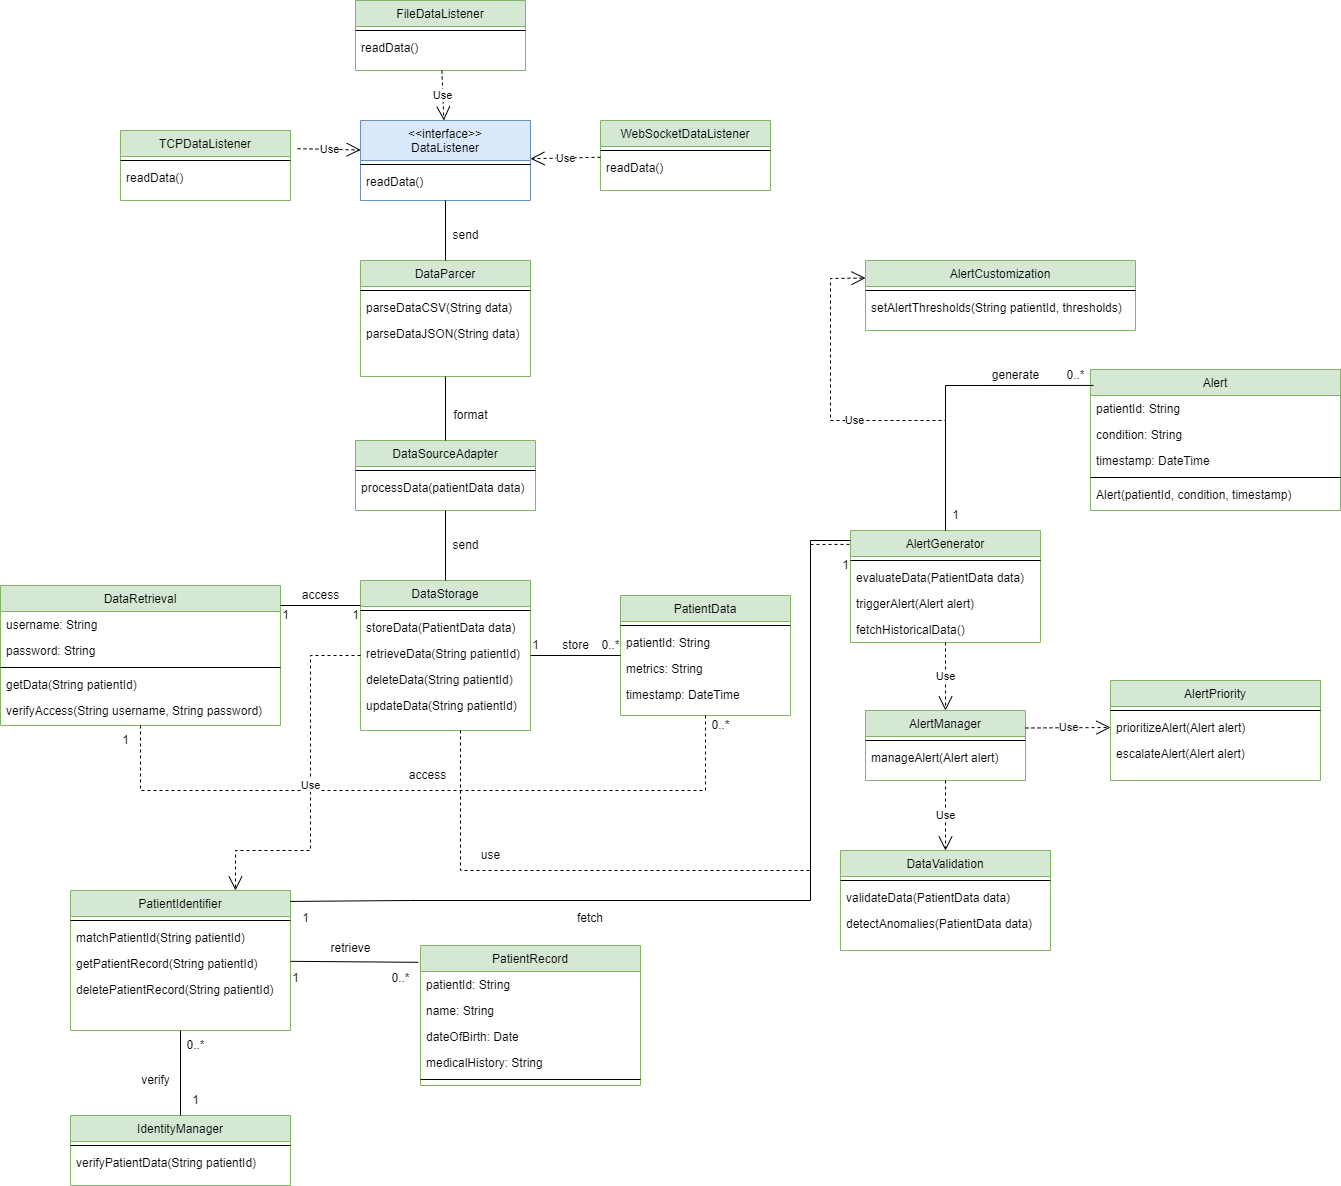 FileDataListener
readData()
Use
TCPDataListener
readData()
Use
<<interface>>
DataListener
readData()
Use
WebSocketDataListener
readData()
send
DataParcer
parseDataCSV(String data)
parseDataJSON(String data)
format
DataSourceAdapter
processData(patientData data)
send
AlertCustomization
setAlertThresholds(String patientId, thresholds)
Use
generate
0..*
1
Alert
patientId: String
condition: String
timestamp: DateTime
Alert(patientId, condition, timestamp)
AlertGenerator
evaluateData(PatientData data)
triggerAlert(Alert alert)
fetchHistoricalData()
1
DataRetrieval
username: String
password: String
getData(String patientId)
verifyAccess(String username, String password)
access
1
1
DataStorage
storeData(PatientData data)
retrieveData(String patientId)
deleteData(String patientId)
updateData(String patientId)
1
store
0..*
PatientData
patientId: String
metrics: String
timestamp: DateTime
0..*
1
access
Use
use
Use
AlertManager
manageAlert(Alert alert)
Use
AlertPriority
prioritizeAlert(Alert alert)
escalateAlert(Alert alert)
Use
DataValidation
validateData(PatientData data)
detectAnomalies(PatientData data)
PatientIdentifier
matchPatientId(String patientId)
getPatientRecord(String patientId)
deletePatientRecord(String patientId)
1
fetch
retrieve
1
0..*
PatientRecord
patientId: String
name: String
dateOfBirth: Date
medicalHistory: String
0..*
verify
1
IdentityManager
verifyPatientData(String patientId)